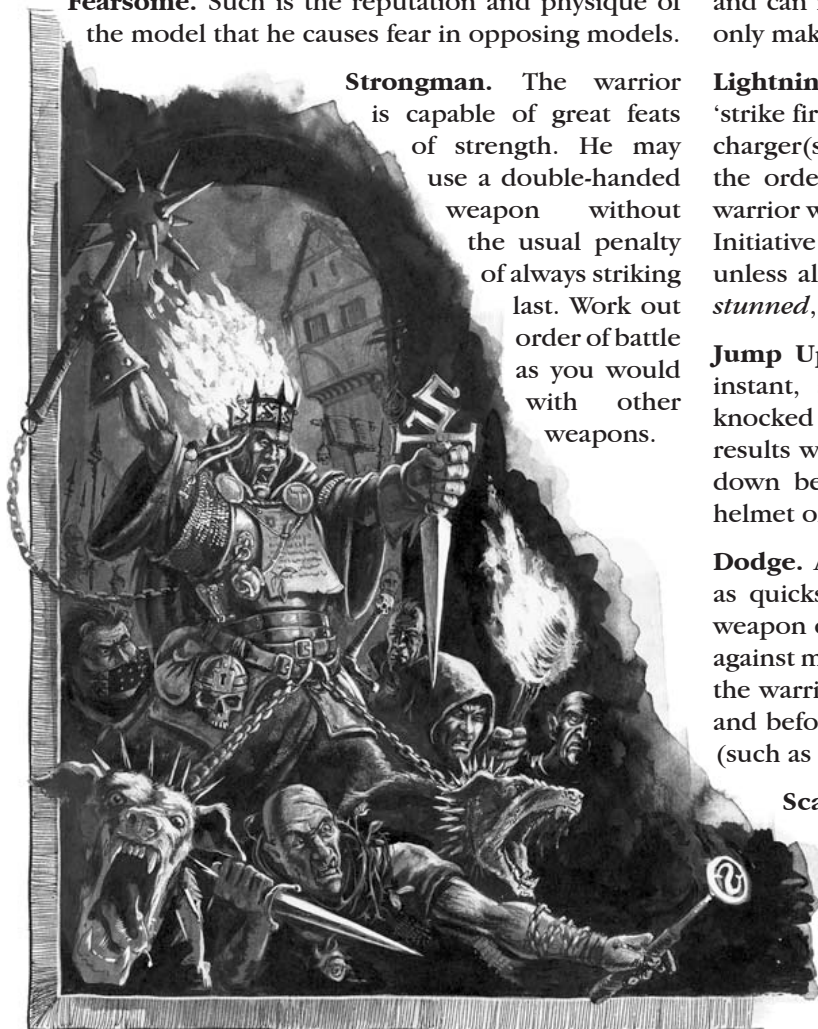 Fearsome. Such is the reputation and physique of
the model that he causes fear in opposing models.
Strongman. The warrior
is capable of great feats
of strength. He may
use a double-handed
weapon without
the usual penalty
of always striking
last. Work out
order of battle
as you would
with other
weapons.
and can
only mak
Lightnin
‘strike fir
charger(s
the orde
warrior w
Initiative
unless al
stunned,
Jump Up
instant,
knocked
results w
down be
helmet o
Dodge. A
as quicks
weapon o
against m
the warri
and befo
(such as
Sca